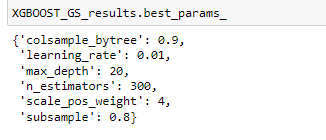 XGBOOST_GS_results.best_params_
{'colsample_bytree': 0.9,
'learning_rate': 0.01,
'max_depth': 20,
'n_estimators': 300,
'scale_pos_weight': 4,
'subsample': 0.8}